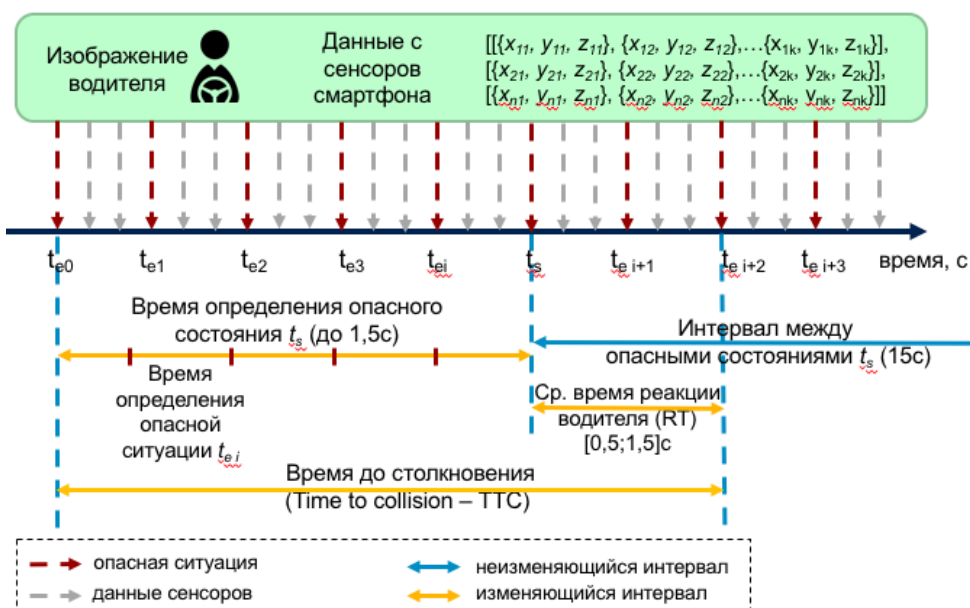 Изображение
водителя
Данные с
сенсоров
смартфона
[[{x11, y11, z11}, {x12, y12, z12},…{x1k, y1k, z1k}],
[{x21, y21, z21}, {x22, y22, z22},…{x2k, y2k, z2k}],
[{xn1, yn1, zn1}, {xn2, yn2, zn2},…{xnk, ynk, znk}]]
te0 te1 te2 te3 tei ts te i+1 te i+2 te i+3 время, с
Время определения опасного
состояния ts (до 1,5с)
Интервал между
опасными состояниями ts (15с)
Время
определения
опасной
ситуации te i
Ср. время реакции
водителя (RT)
[0,5;1,5]с
Время до столкновения
(Time to collision – TTC)
опасная ситуация
данные сенсоров
неизменяющийся интервал
изменяющийся интервал